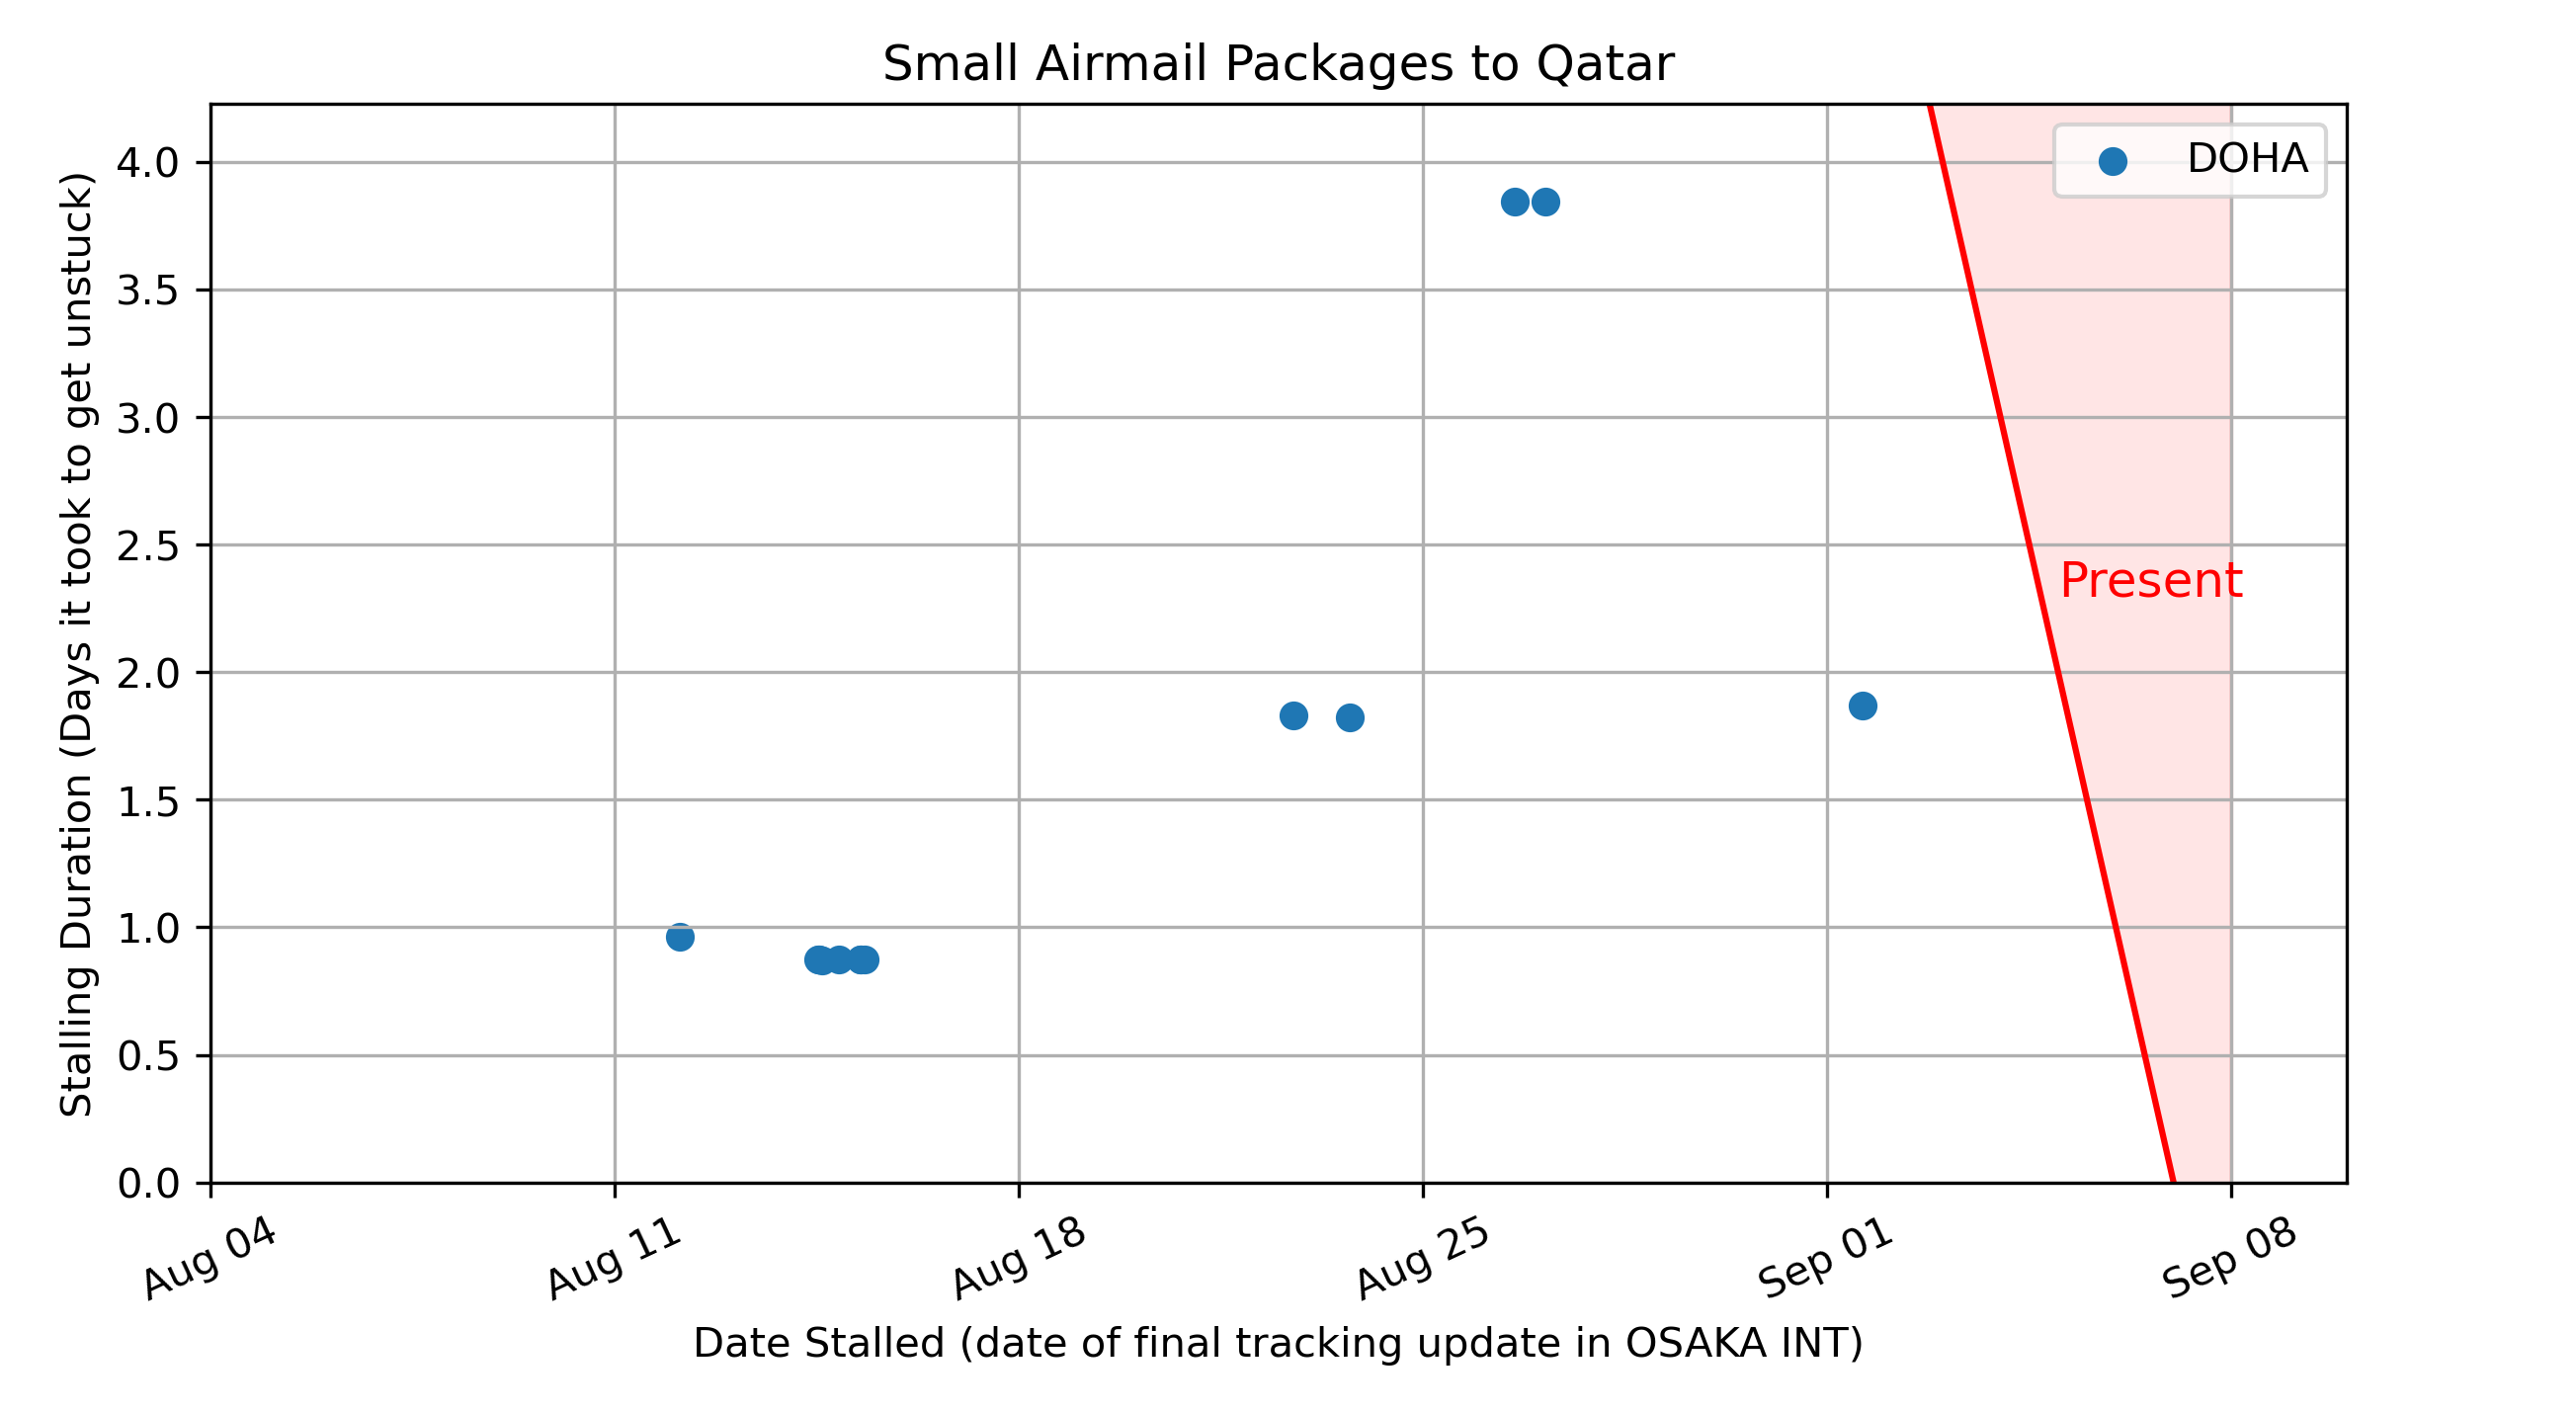 Small Airmail Packages to Qatar
DOHA
Present
Stalling Duration (Days it took to get unstuck)
4.0
3.5
3.0
2.5
2.0
1.5
1.0
0.5
0.0
Aug 04
Aug 11
Aug 18
Aug 25
Sep 01
Sep 08
Date Stalled (date of final tracking update in OSAKA INT)